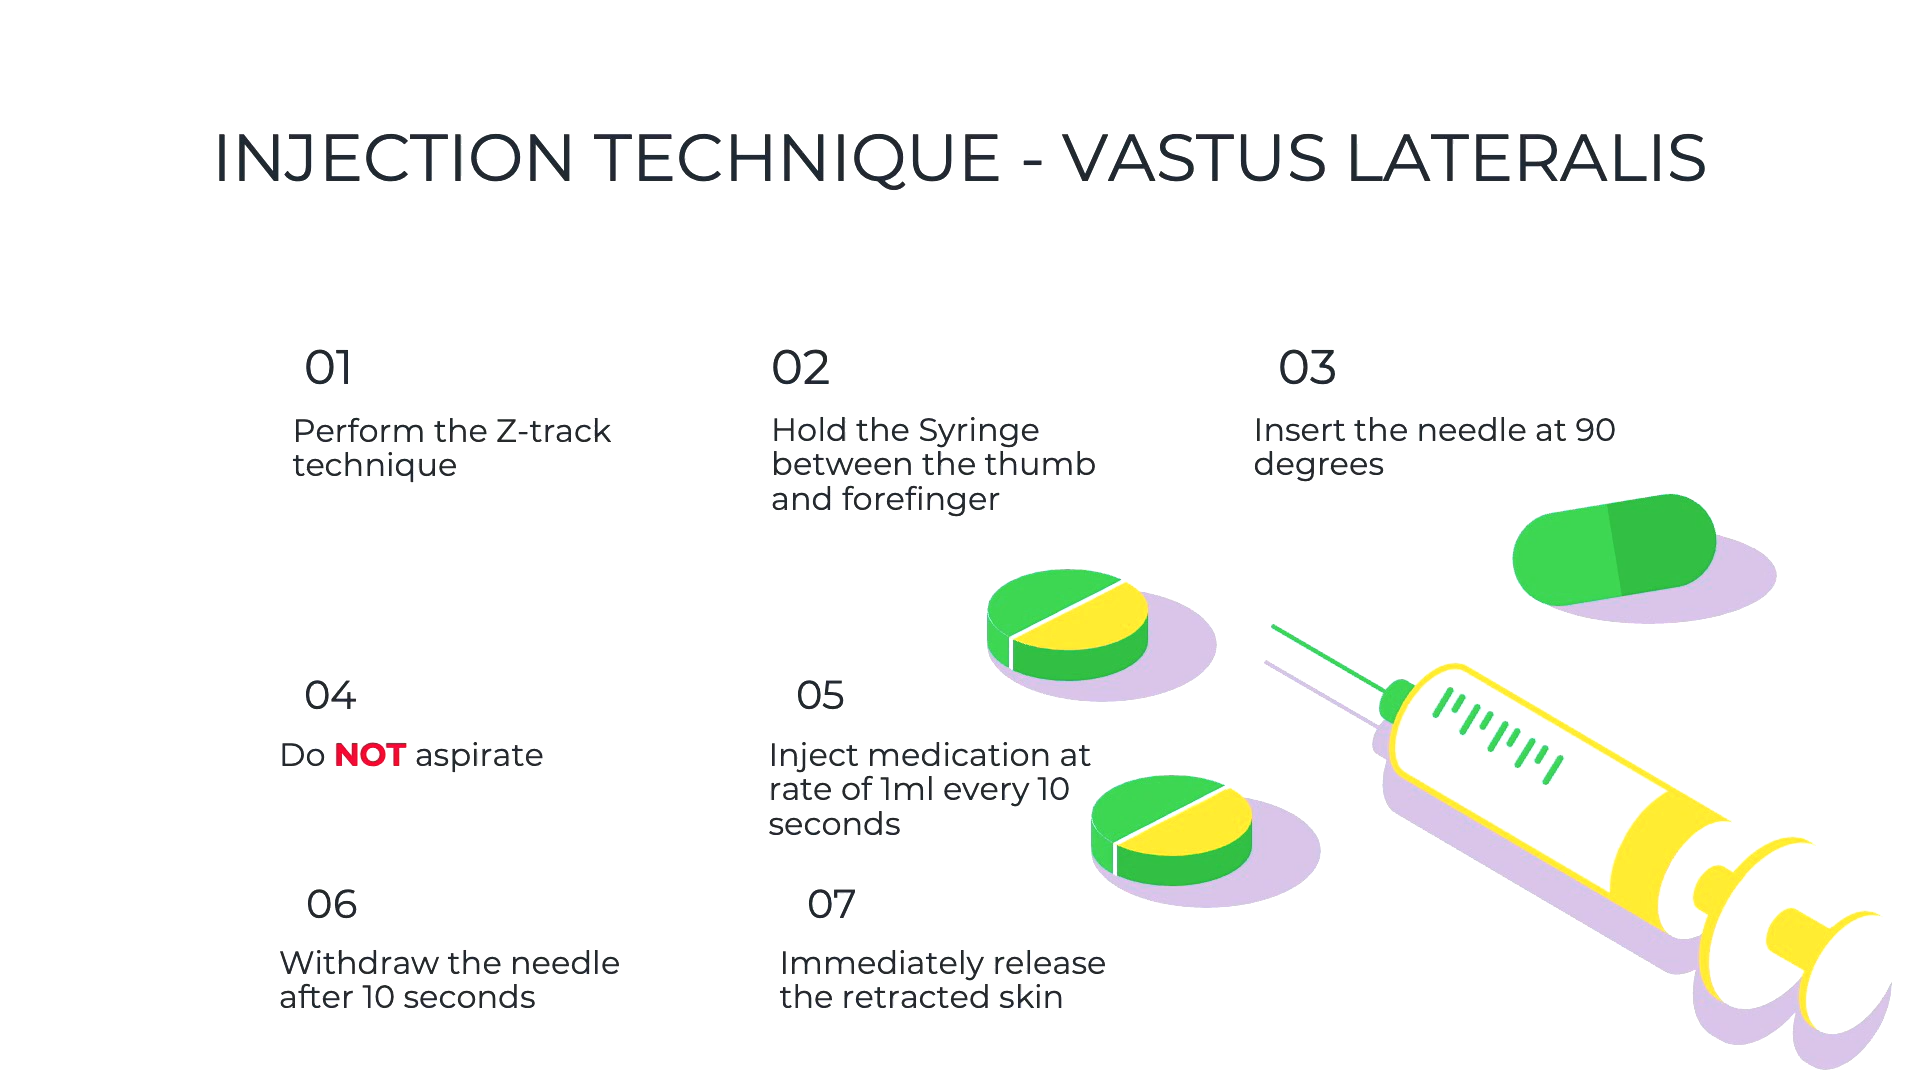 INJECTION TECHNIQUE - VASTUS LATERALIS
01
Perform the Z-track
technique
02
Hold the Syringe
between the thumb
and forefinger
03
Insert the needle at 90
degrees
04
Do NOT aspirate
05
Inject medication at
rate of 1ml every 10
seconds
06
Withdraw the needle
after 10 seconds
07
Immediately release
the retracted skin